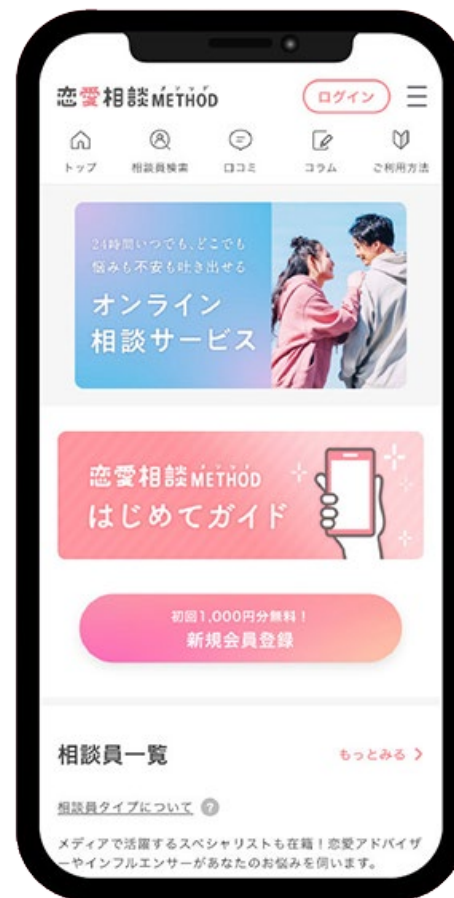 恋愛相談METHOD
メソッド
ログイン
トップ
相談員検索
口コミ
コラム
ご利用方法
24時間いつでも、どこでも
悩みも不安も吐き出せる
オンライン
相談サービス
恋愛相談METHOD
メソッド
はじめてガイド
初回1,000円分無料！
新規会員登録
相談員一覧
もっとみる
相談員タイプについて ?
メディアで活躍するスペシャリストも在籍！恋愛アドバイザ
ーやインフルエンサーがあなたのお悩みを伺います。